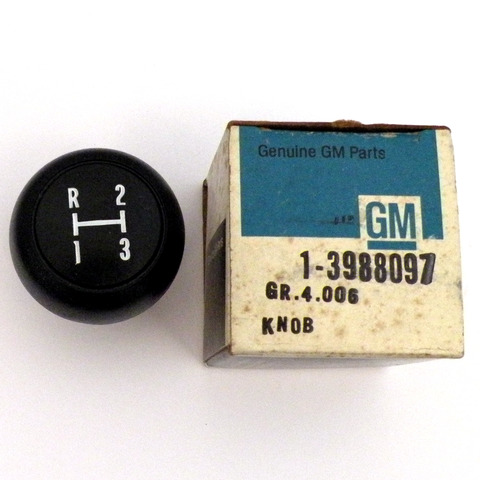 R 2
1 3
Genuine GM Parts
GM
1-3988097
GR.4.006
KNOB